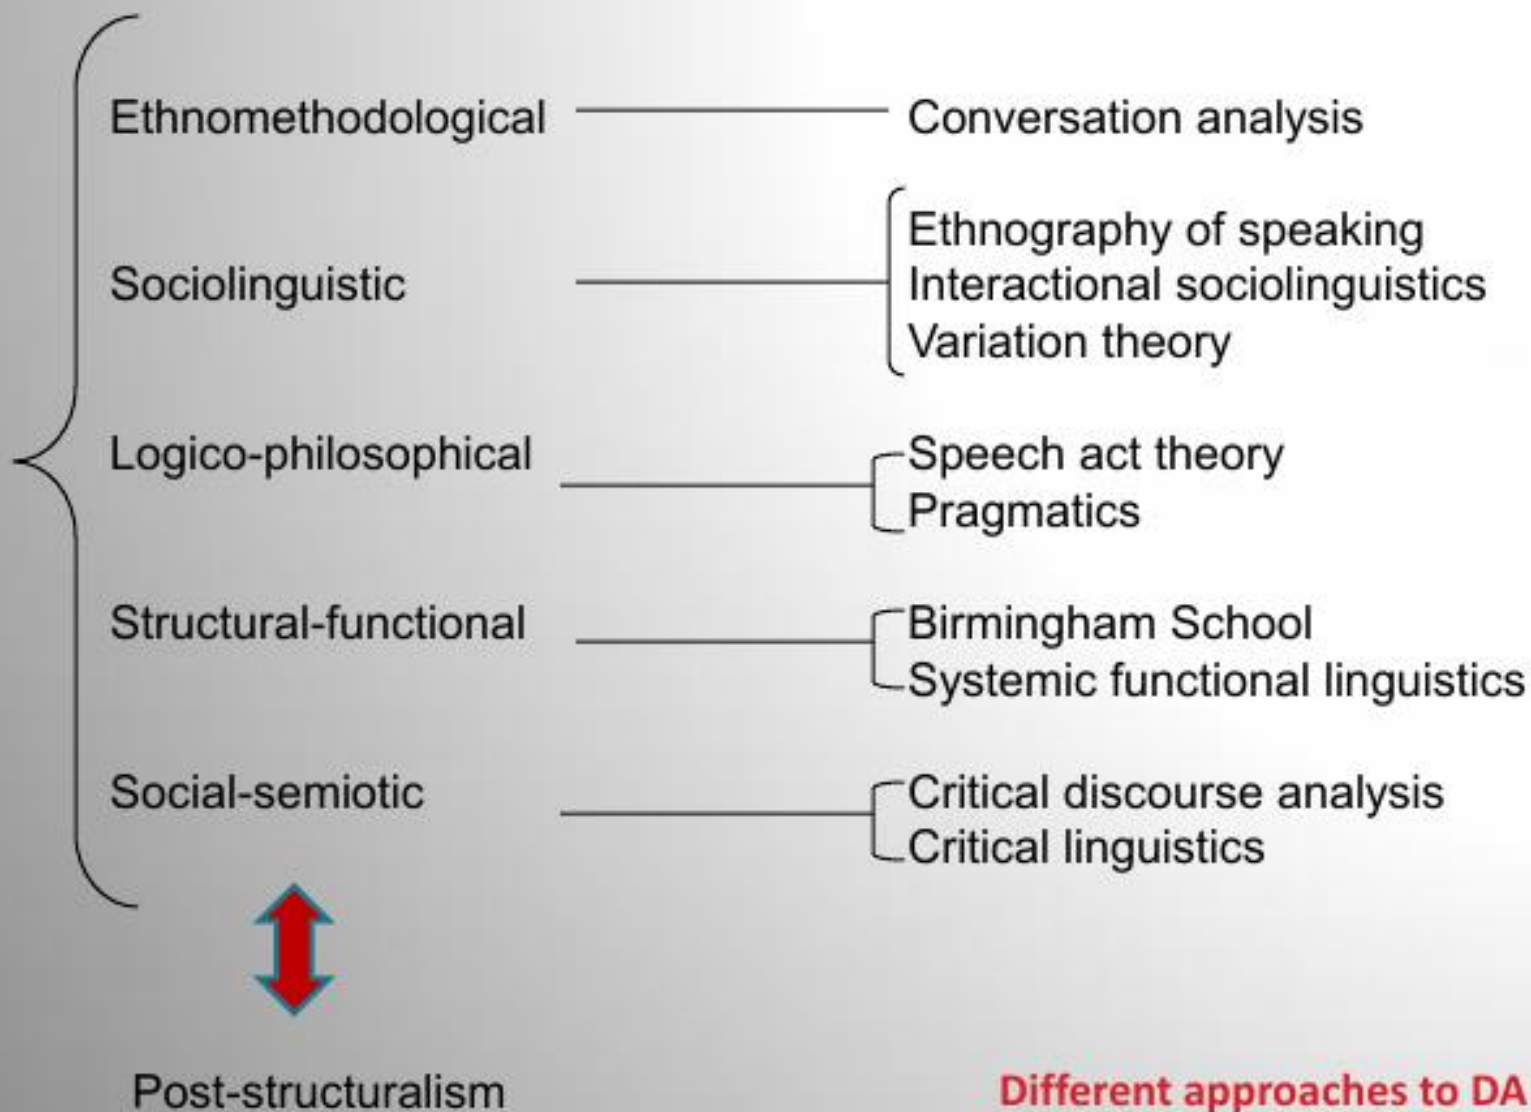 Ethnomethodological
Conversation analysis
Sociolinguistic
Ethnography of speaking
Interactional sociolinguistics
Variation theory
Logico-philosophical
Speech act theory
Pragmatics
Structural-functional
Birmingham School
Systemic functional linguistics
Social-semiotic
Critical discourse analysis
Critical linguistics
Post-structuralism
Different approaches to DA